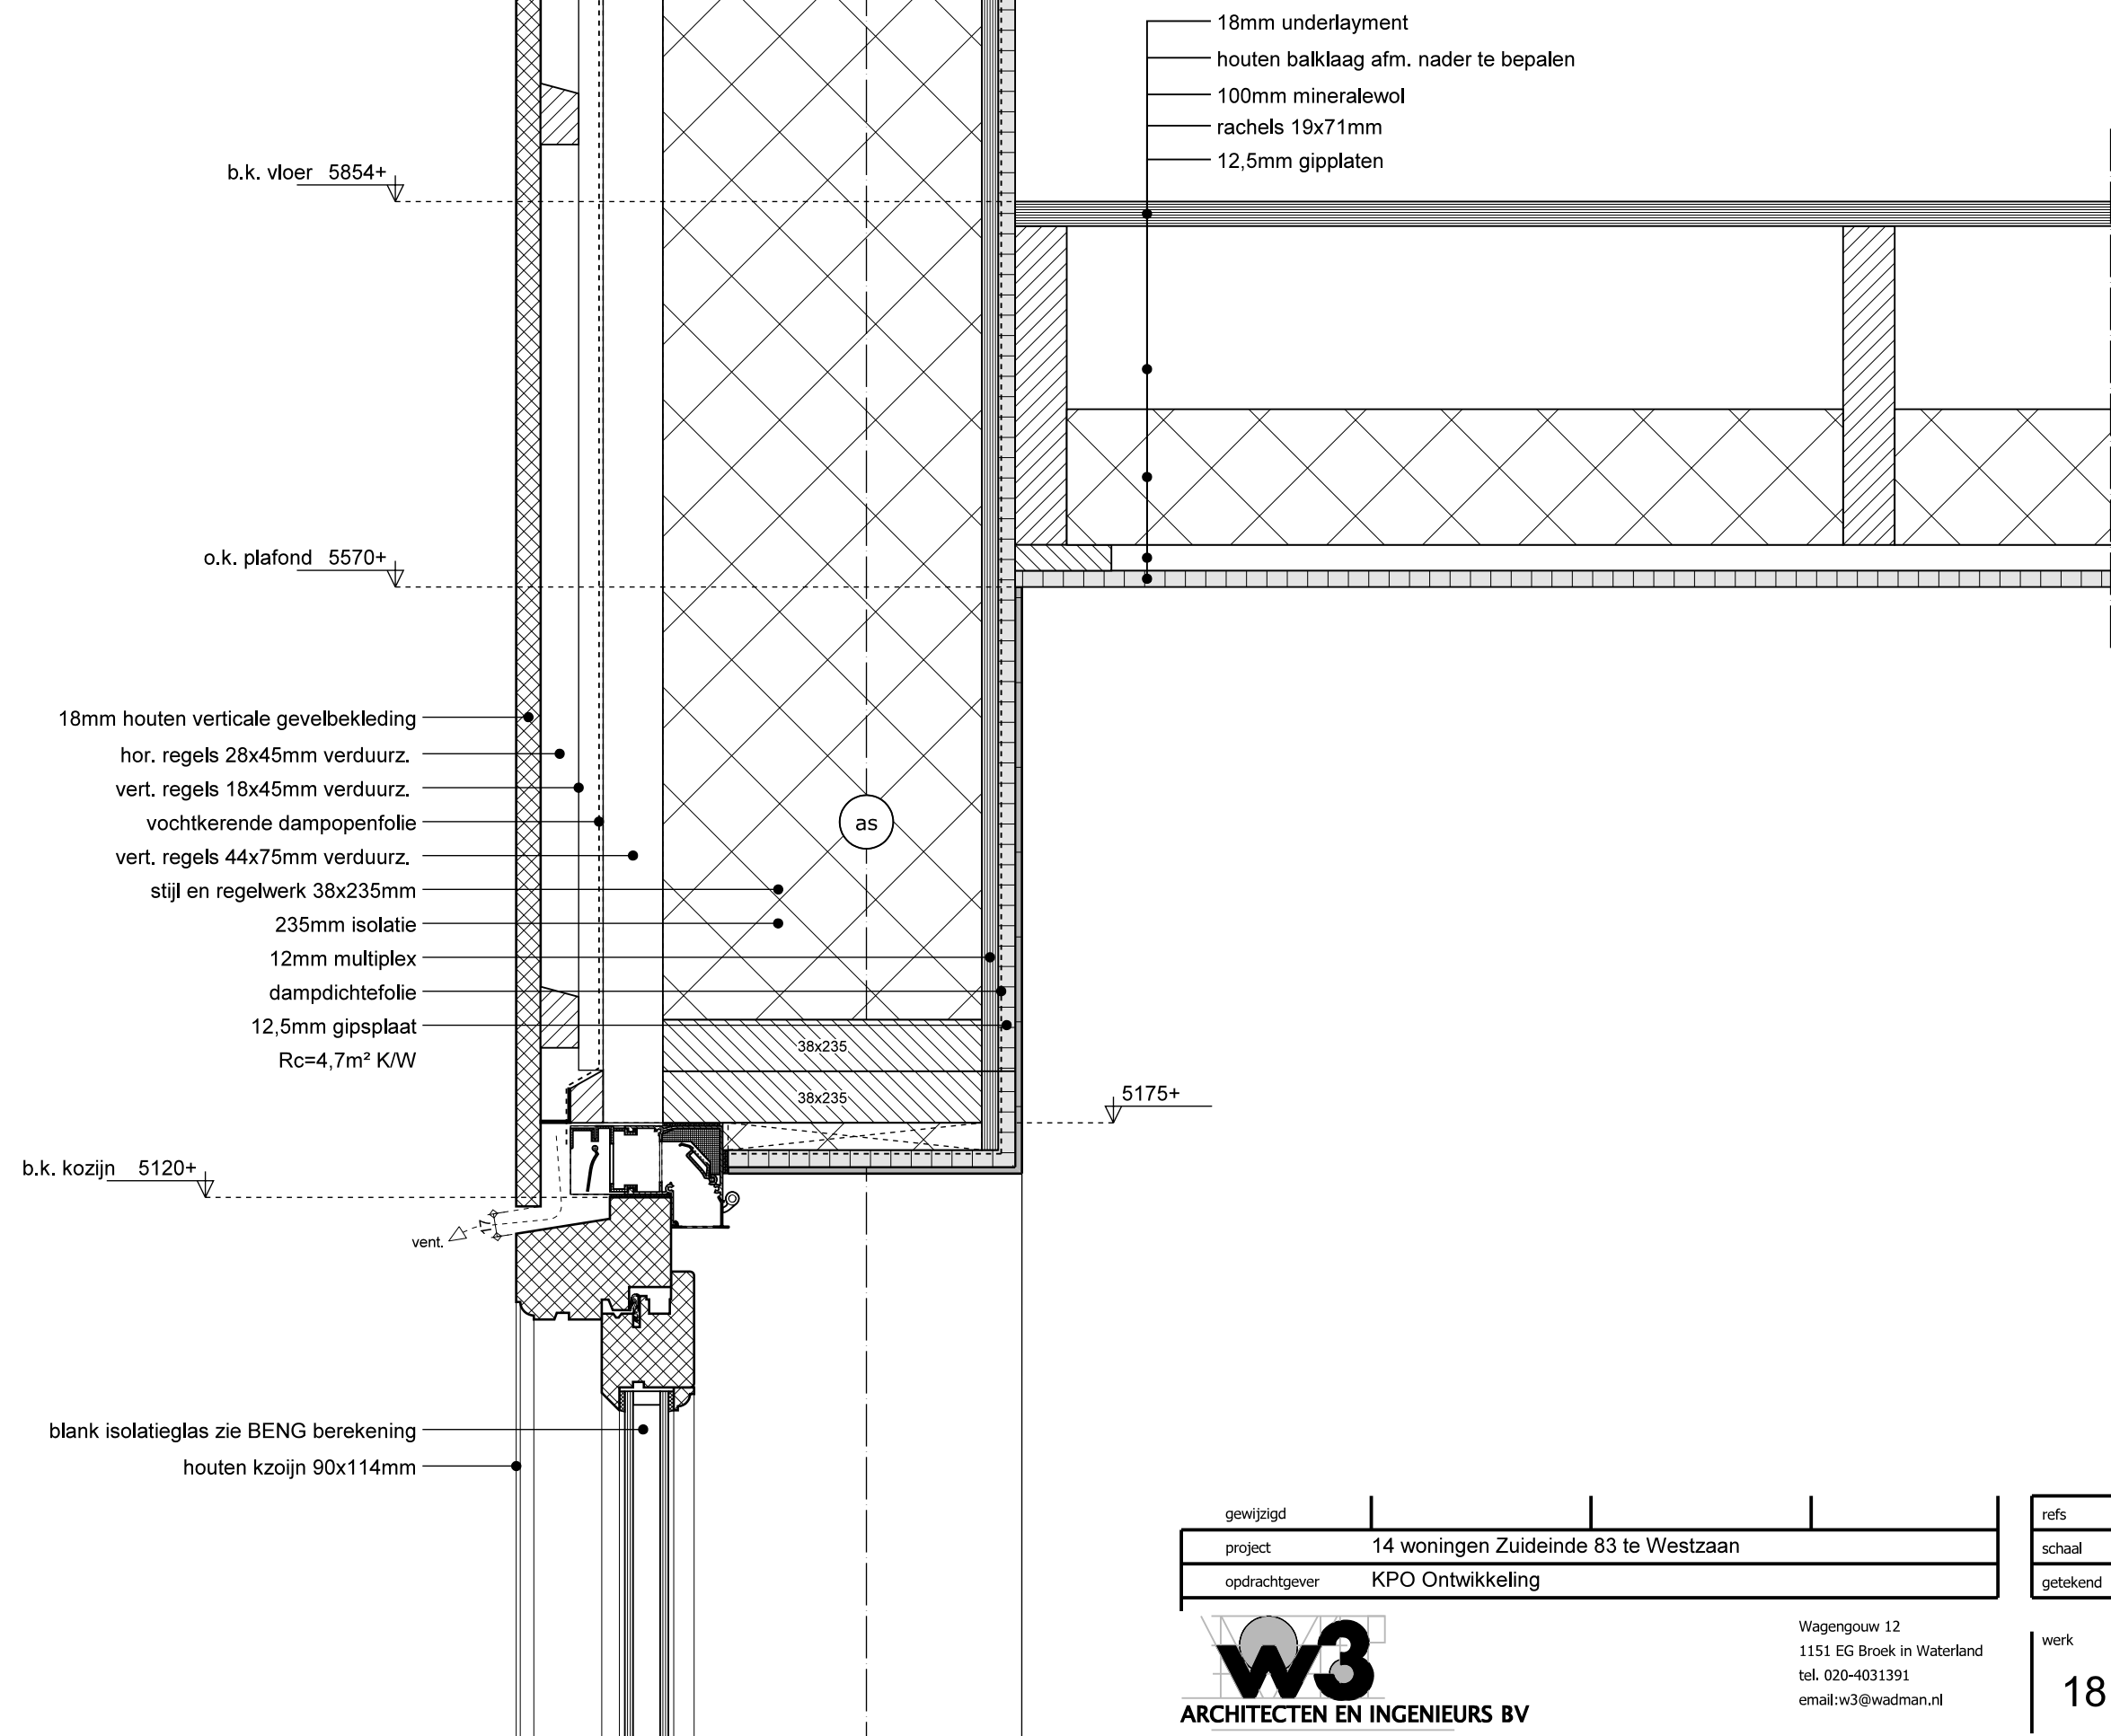 18mm underlayment
houten balklaag afm. nader te bepalen
100mm mineralewol
rachels 19x71mm
12,5mm gipplaten
b.k. vloer 5854+
o.k. plafond 5570+
18mm houten verticale gevelbekleding
hor. regels 28x45mm verduurz.
vert. regels 18x45mm verduurz.
vochtkerende dampopenfolie
vert. regels 44x75mm verduurz.
stijl en regelwerk 38x235mm
235mm isolatie
12mm multiplex
dampdichtefolie
12,5mm gipsplaat
Rc=4,7m² K/W
as
38x235
38x235
5175+
b.k. kozijn 5120+
17
vent.
blank isolatieglas zie BENG berekening
houten kzoijn 90x114mm
gewijzigd
project 14 woningen Zuideinde 83 te Westzaan
opdrachtgever KPO Ontwikkeling
refs
schaal
getekend
w3
ARCHITECTEN EN INGENIEURS BV
Wagengouw 12
1151 EG Broek in Waterland
tel. 020-4031391
email:w3@wadman.nl
werk
18